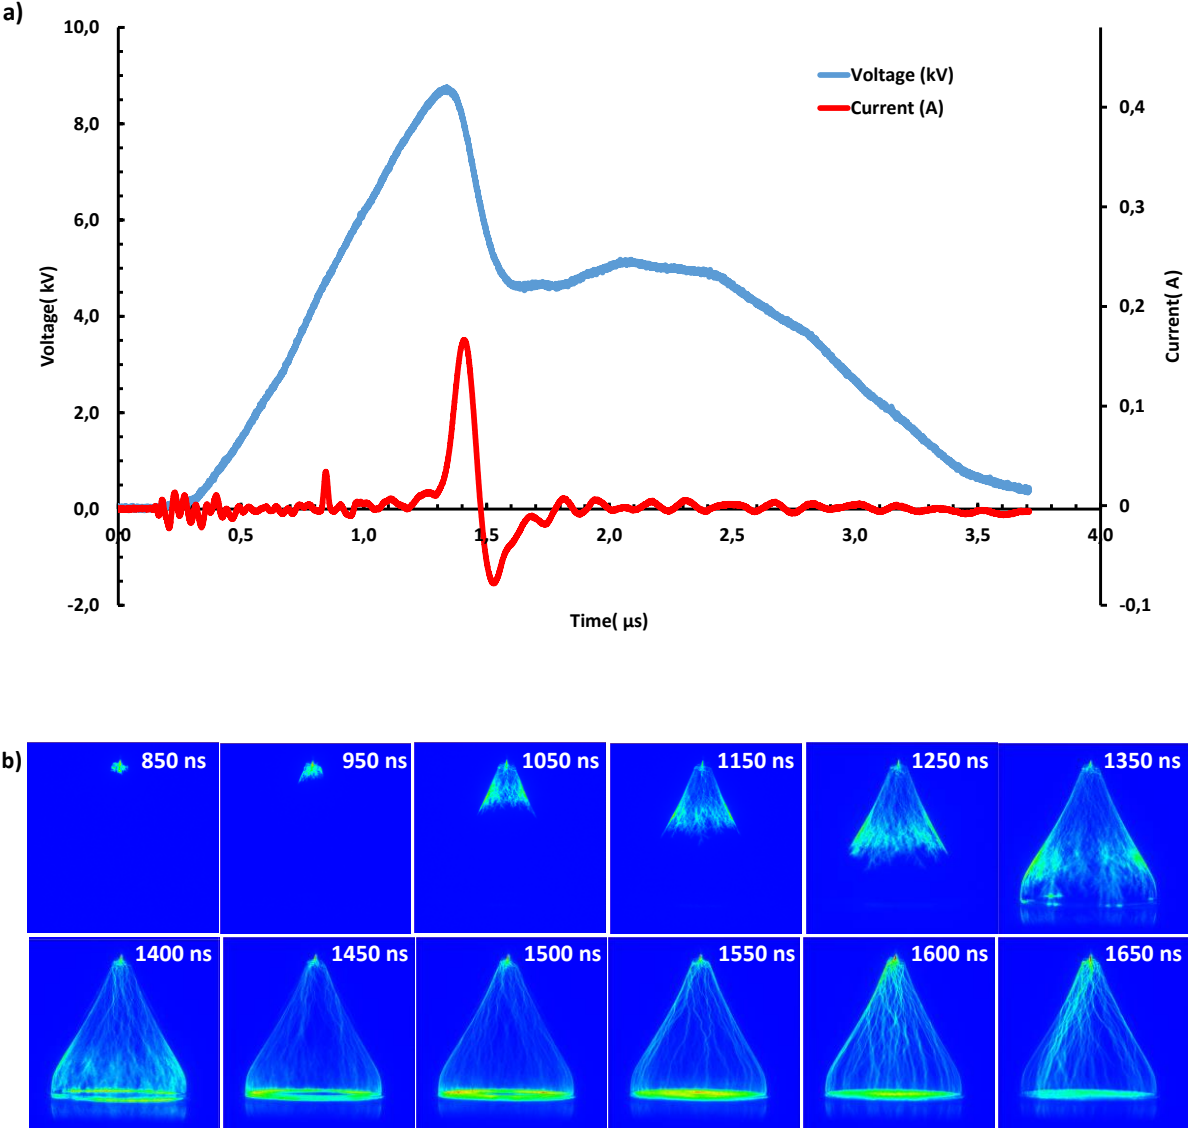 a)
10,0
8,0
6,0
4,0
2,0
0,0
-2,0
Voltage( kV)
Voltage (kV)
Current (A)
0,4
0,3
0,2
0,1
0
-0,1
Current( A)
0,0 0,5 1,0 1,5 2,0 2,5 3,0 3,5 4,0
Time( µs)
b)
850 ns 950 ns 1050 ns 1150 ns 1250 ns 1350 ns
1400 ns 1450 ns 1500 ns 1550 ns 1600 ns 1650 ns